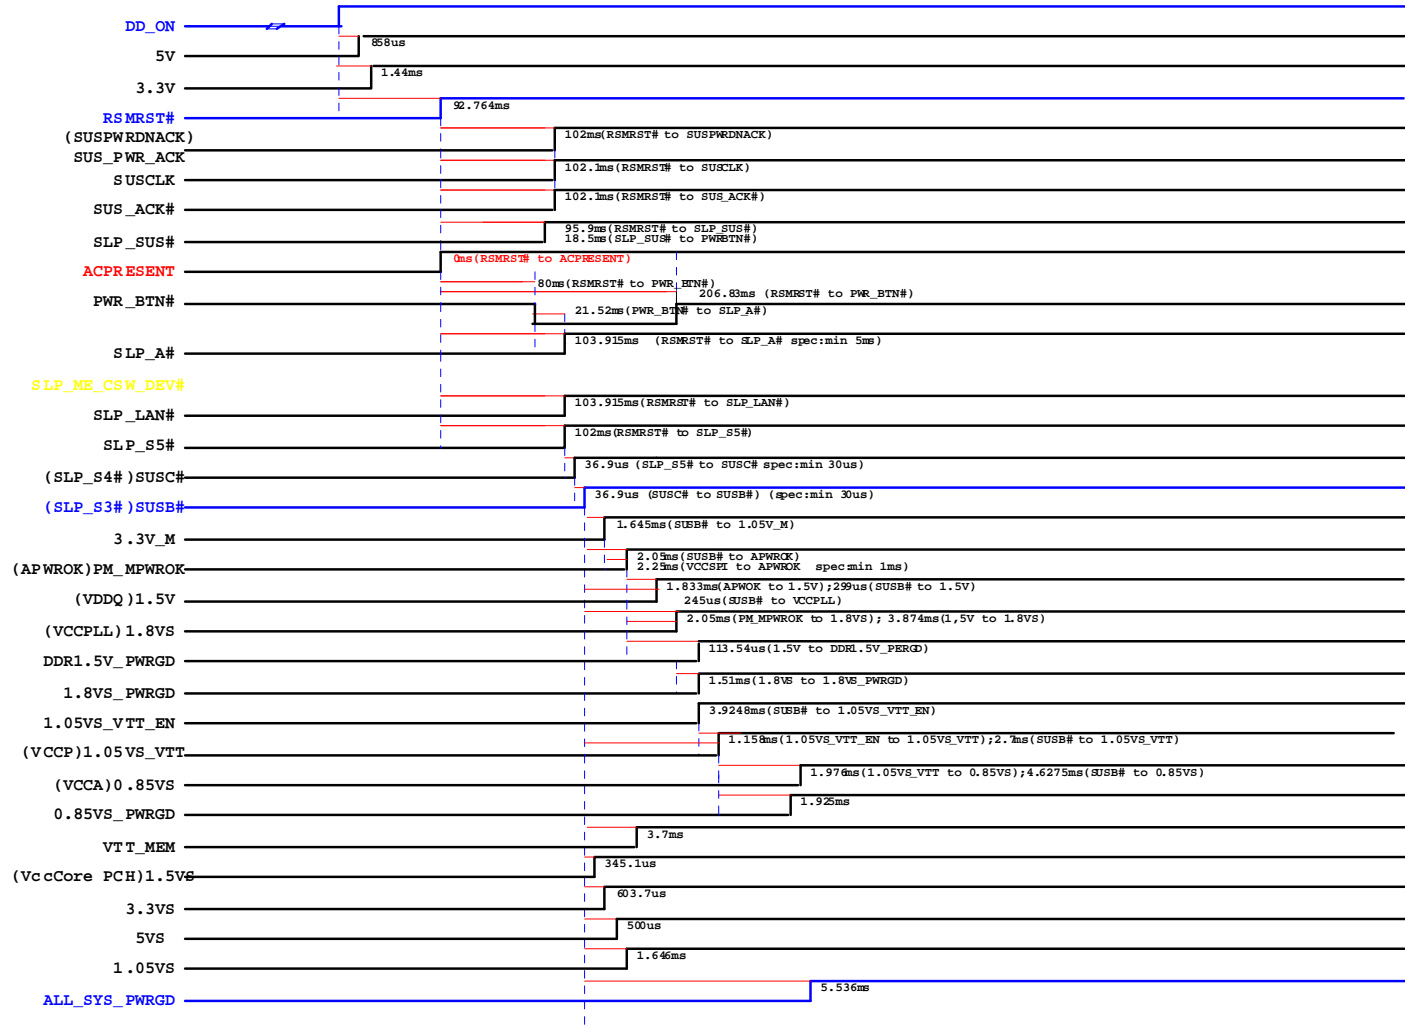 DD_ON
858us
5V
1.44ms
3.3V
92.764ms
RSMRST#
(SUSPWRDNACK)
102ms(RSMRST# to SUSPWRDNACK)
SUS_PWR_ACK
102.1ms(RSMRST# to SUSCLK)
SUSCLK
102.1ms(RSMRST# to SUS_ACK#)
SUS_ACK#
95.9ms(RSMRST# to SLP_SUS#)
18.5ms(SLP_SUS# to PWRBTN#)
SLP_SUS#
0ms(RSMRST# to ACPRESENT)
ACPRESENT
80ms(RSMRST# to PWR_BTN#)
206.83ms (RSMRST# to PWR_BTN#)
PWR_BTN#
21.52ms(PWR_BTN# to SLP_A#)
103.915ms (RSMRST# to SLP_A# spec:min 5ms)
SLP_A#
SLP_ME_CSW_DEV#
103.915ms(RSMRST# to SLP_LAN#)
SLP_LAN#
102ms(RSMRST# to SLP_S5#)
SLP_S5#
36.9us (SLP_S5# to SUSC# spec:min 30us)
(SLP_S4#)SUSC#
36.9us (SUSC# to SUSB#) (spec:min 30us)
(SLP_S3#)SUSB#
1.645ms(SUSB# to 1.05V_M)
3.3V_M
2.05ms(SUSB# to APWROK)
2.25ms(VCCSPI to APWROK spec:min 1ms)
(APWROK)PM_MPWROK
1.833ms(APWOK to 1.5V);299us(SUSB# to 1.5V)
(VDDQ)1.5V
245us(SUSB# to VCCPLL)
2.05ms(PM_MPWROK to 1.8VS); 3.874ms(1,5V to 1.8VS)
(VCCPLL)1.8VS
113.54us(1.5V to DDR1.5V_PERGD)
DDR1.5V_PWRGD
1.51ms(1.8VS to 1.8VS_PWRGD)
1.8VS_PWRGD
3.9248ms(SUSB# to 1.05VS_VTT_EN)
1.05VS_VTT_EN
1.158ms(1.05VS_VTT_EN to 1.05VS_VTT);2.7ms(SUSB# to 1.05VS_VTT)
(VCCP)1.05VS_VTT
1.976ms(1.05VS_VTT to 0.85VS);4.6275ms(SUSB# to 0.85VS)
(VCCA)0.85VS
1.925ms
0.85VS_PWRGD
3.7ms
VTT_MEM
345.1us
(VccCore PCH)1.5VS
603.7us
3.3VS
500us
5VS
1.646ms
1.05VS
5.536ms
ALL_SYS_PWRGD